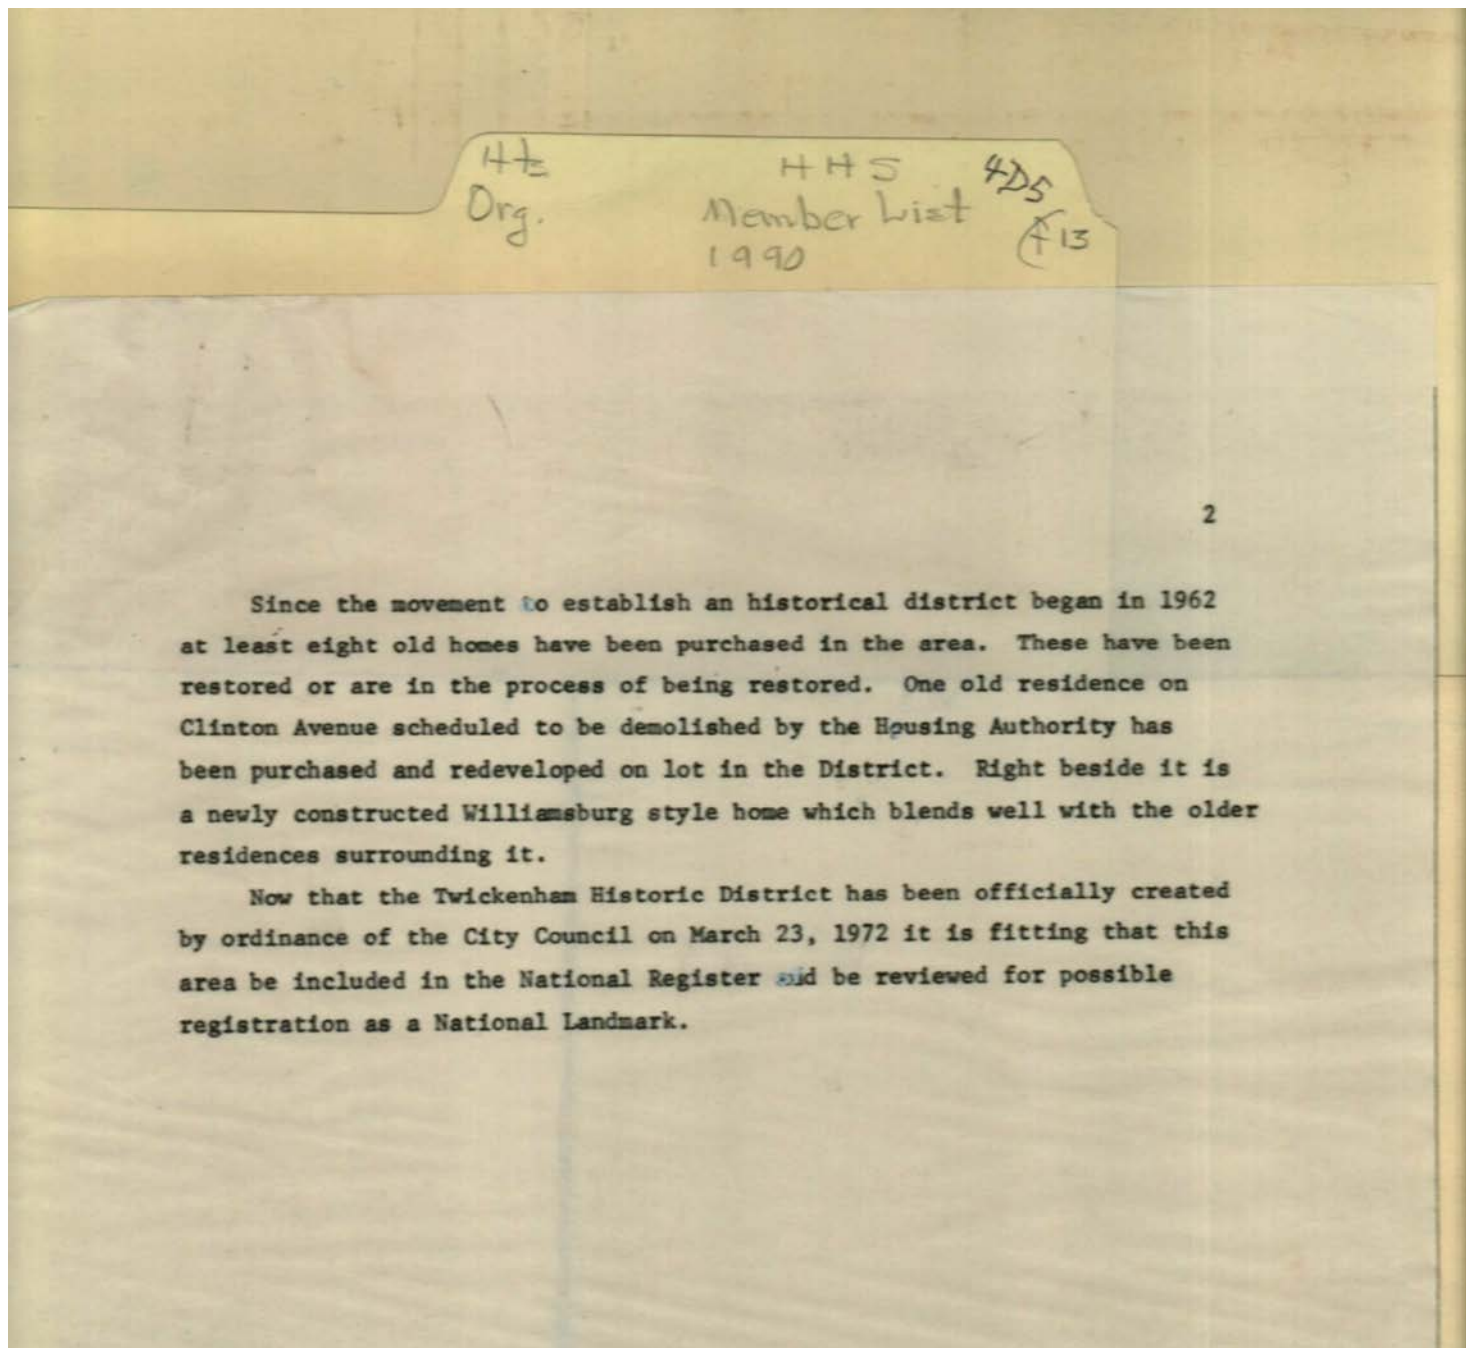 Hts HHS 4D5
Org. Member List
1990 f 13
2
Since the movement to establish an historical district began in 1962
at least eight old homes have been purchased in the area. These have been
restored or are in the process of being restored. One old residence on
Clinton Avenue scheduled to be demolished by the Housing Authority has
been purchased and redeveloped on lot in the District. Right beside it is
a newly constructed Williamsburg style home which blends well with the older
residences surrounding it.
Now that the Twickenham Historic District has been officially created
by ordinance of the City Council on March 23, 1972 it is fitting that this
area be included in the National Register and be reviewed for possible
registration as a National Landmark.